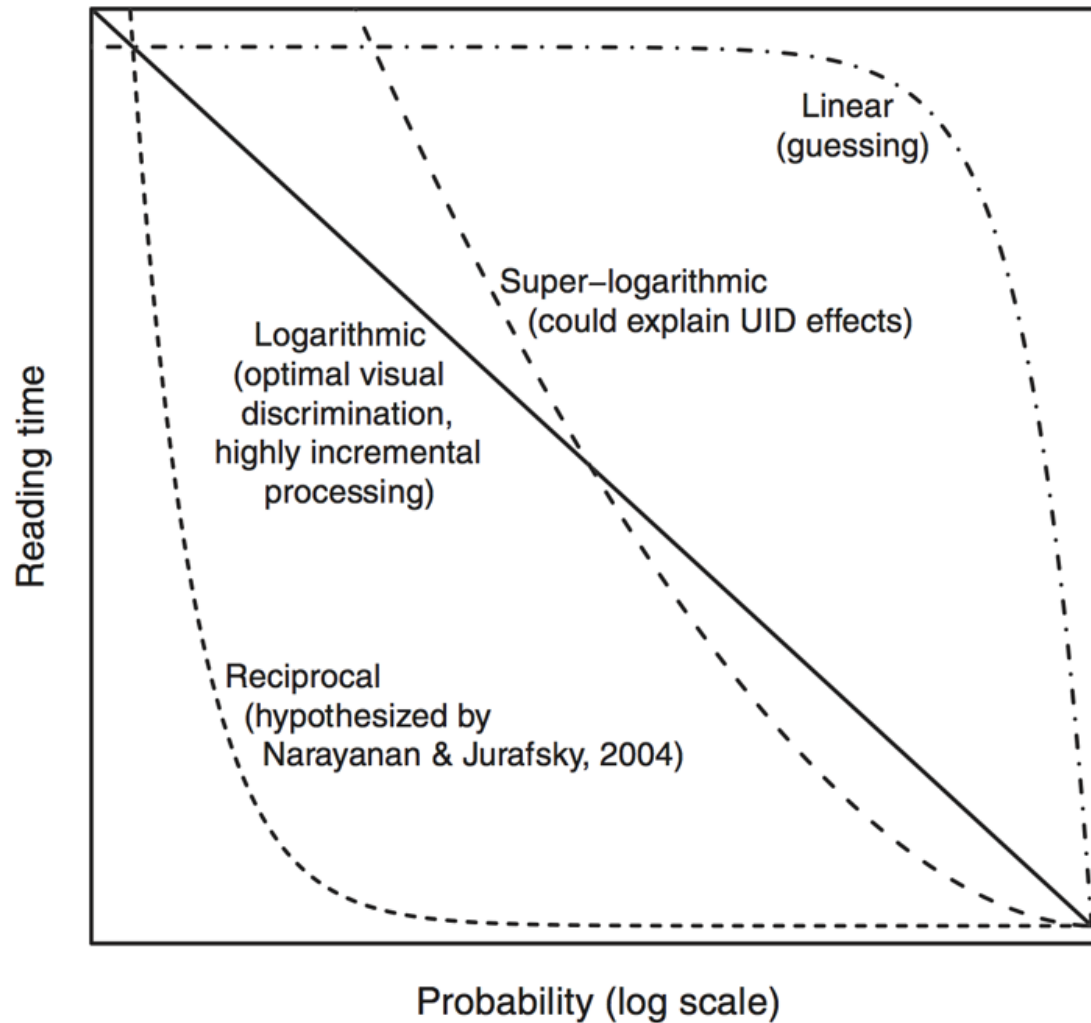 Linear
(guessing)
Super−logarithmic
(could explain UID effects)
Logarithmic
(optimal visual
discrimination,
highly incremental
processing)
Reading time
Reciprocal
(hypothesized by
Narayanan & Jurafsky, 2004)
Probability (log scale)